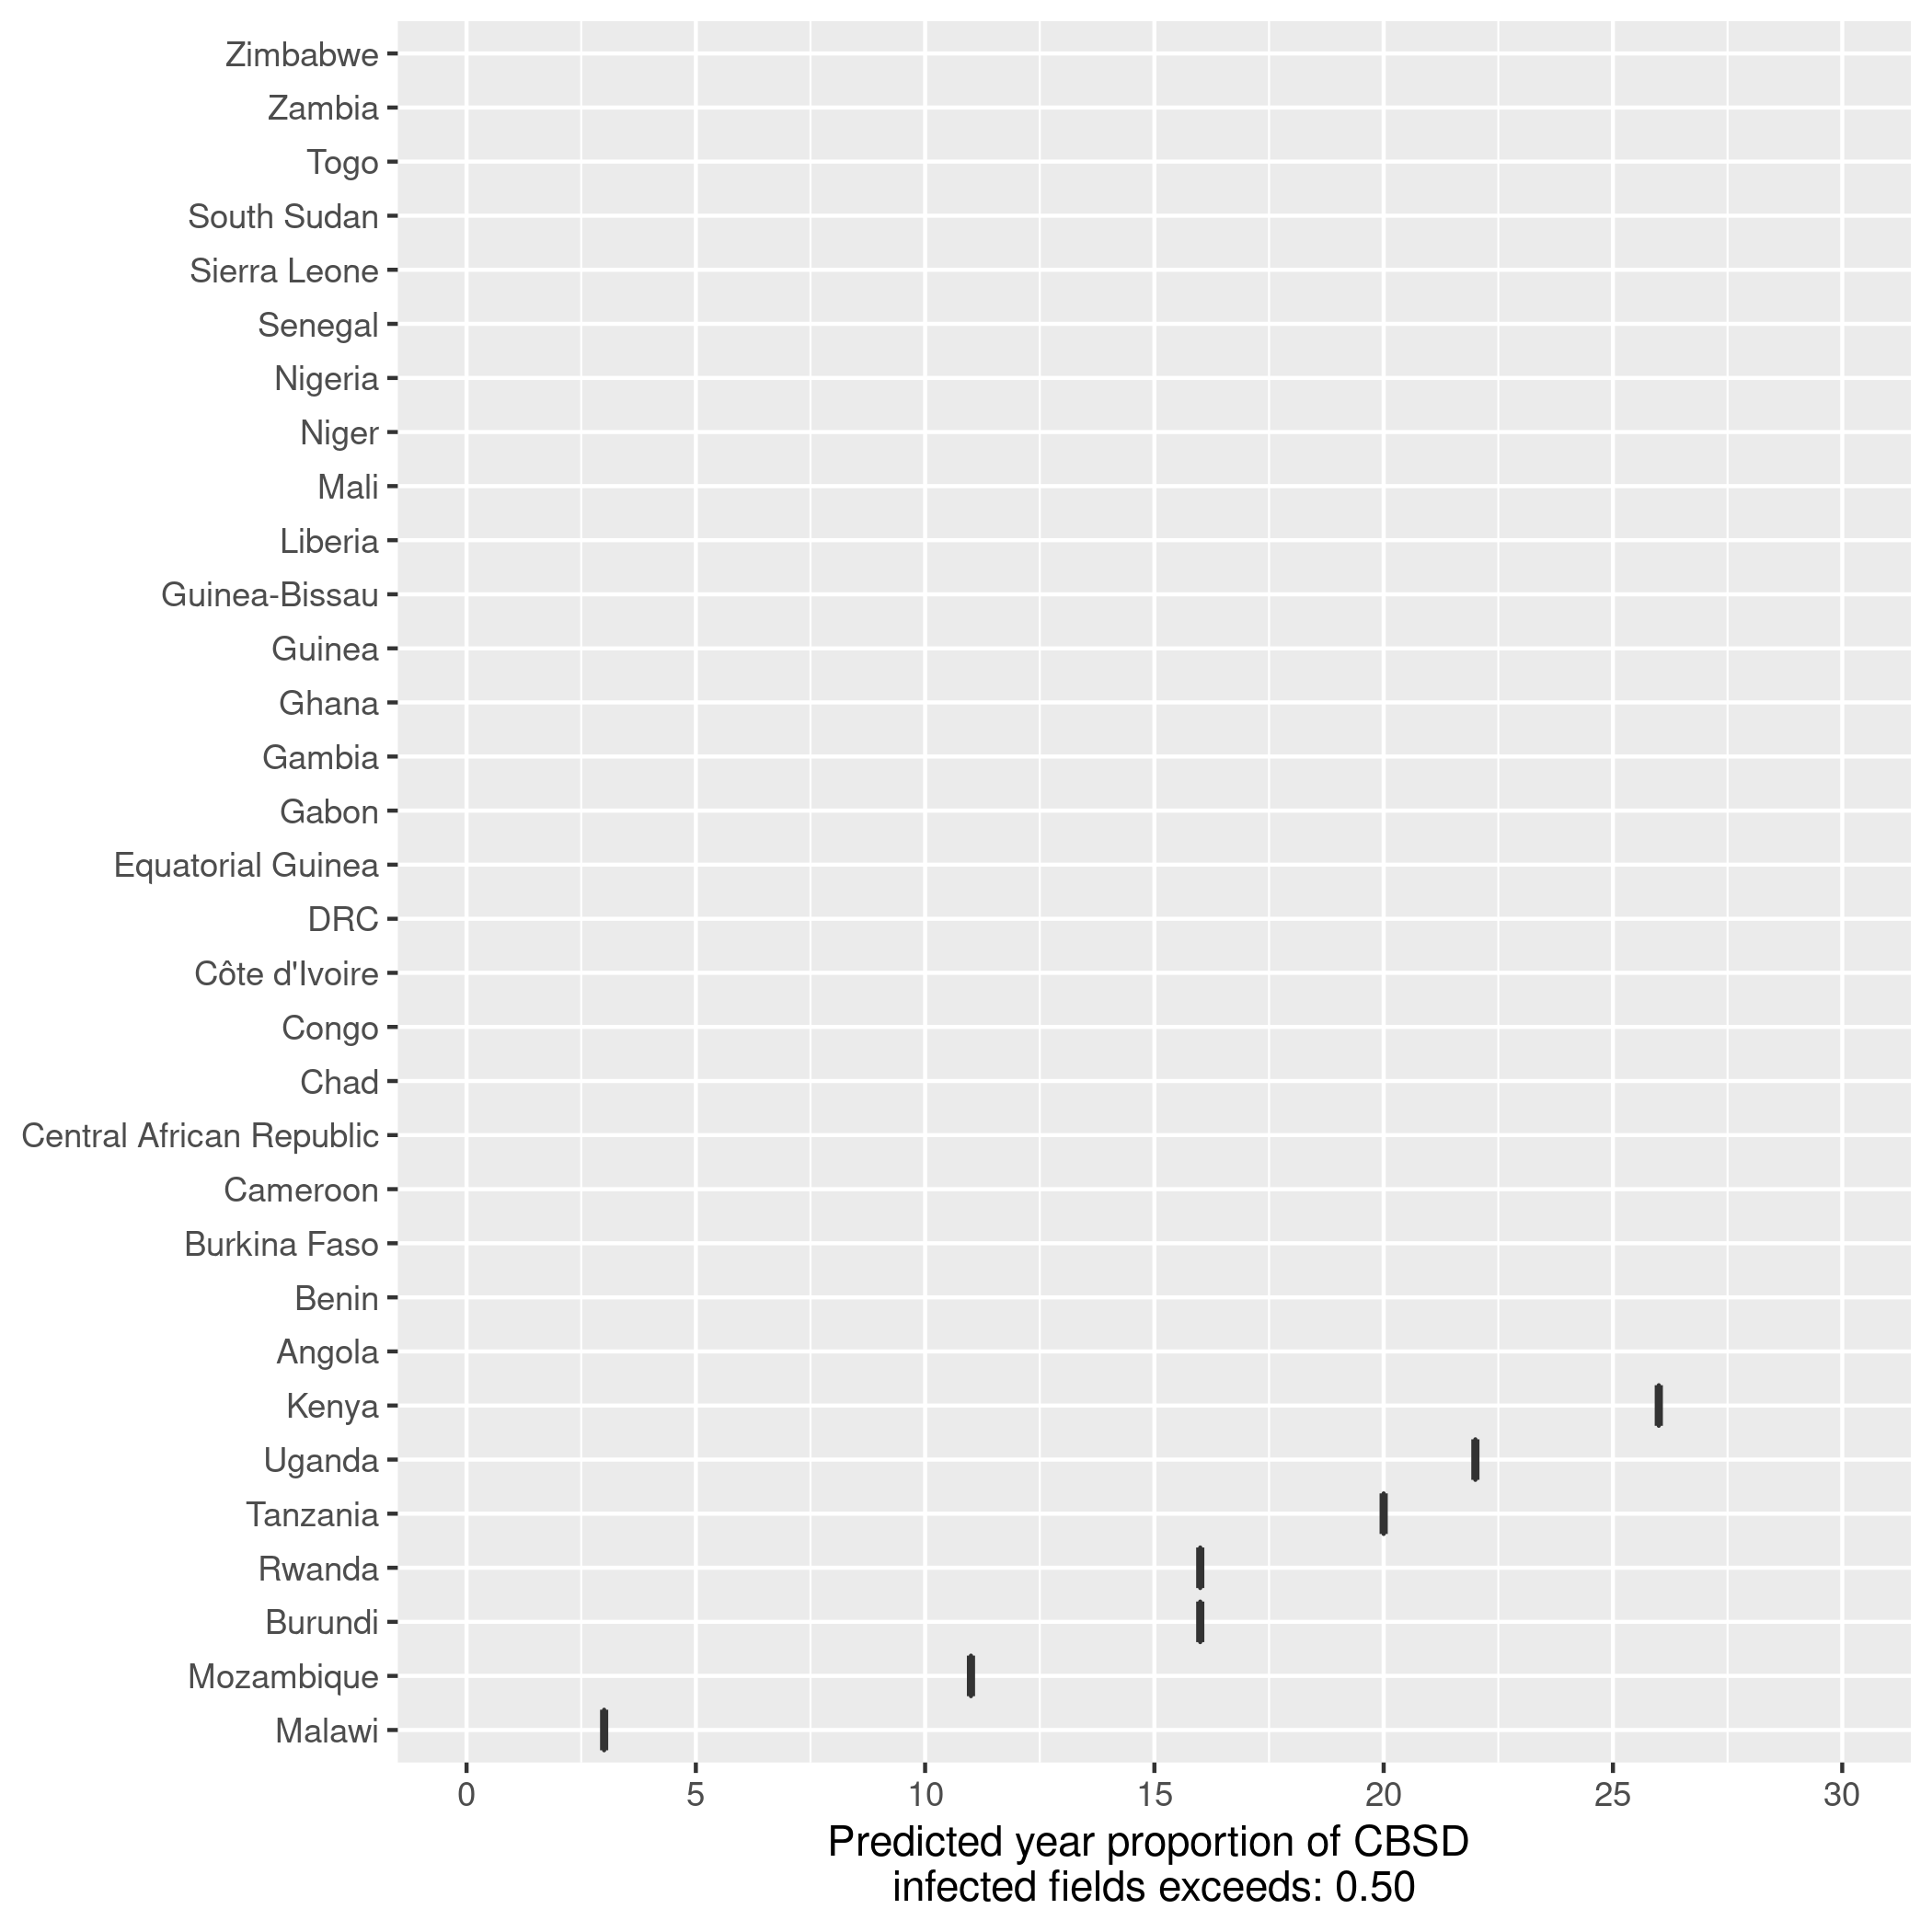 Zimbabwe
Zambia
Togo
South Sudan
Sierra Leone
Senegal
Nigeria
Niger
Mali
Liberia
Guinea-Bissau
Guinea
Ghana
Gambia
Gabon
Equatorial Guinea
DRC
Côte d'Ivoire
Congo
Chad
Central African Republic
Cameroon
Burkina Faso
Benin
Angola
Kenya
Uganda
Tanzania
Rwanda
Burundi
Mozambique
Malawi
0 5 10 15 20 25 30
Predicted year proportion of CBSD
infected fields exceeds: 0.50